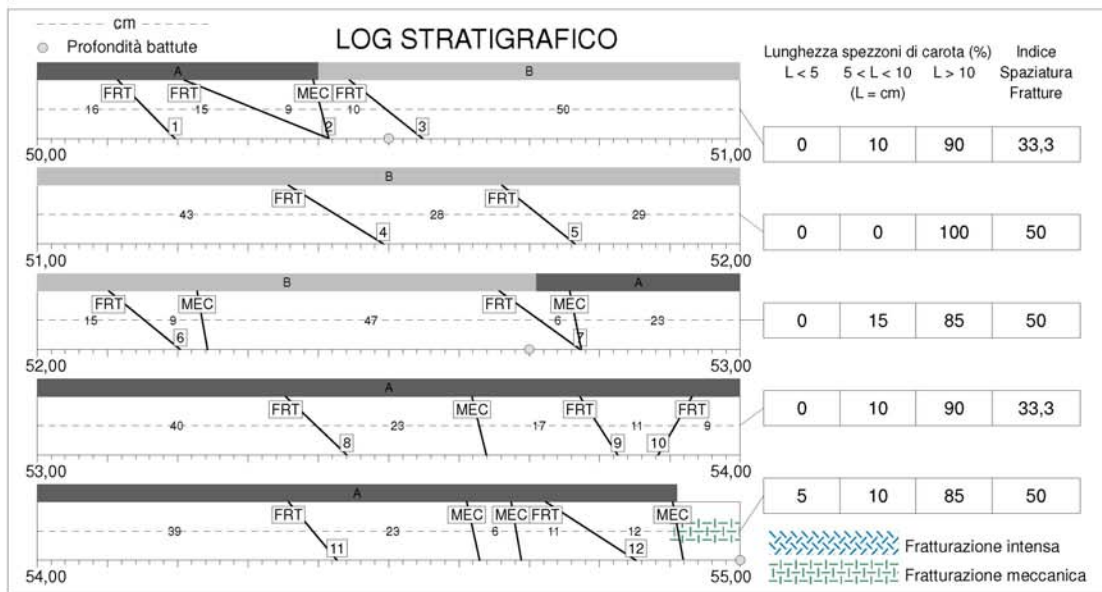 cm
Profondità battute
LOG STRATIGRAFICO
Lunghezza spezzoni di carota (%)
L < 5
5 < L < 10
(L = cm)
L > 10
Indice
Spaziatura
Fratture
A B
FRT FRT MEC FRT
16 15 9 10 50
1 2 3
50,00 51,00
0 10 90 33,3
B
FRT FRT
43 28 29
4 5
51,00 52,00
0 0 100 50
B A
FRT MEC FRT MEC
15 9 47 6 23
6 7
52,00 53,00
0 15 85 50
A
FRT MEC FRT FRT
40 23 17 11 9
8 9 10
53,00 54,00
0 10 90 33,3
A
FRT MEC MEC FRT MEC
39 23 6 11 12
11 12
54,00 55,00
5 10 85 50
Fratturazione intensa
Fratturazione meccanica